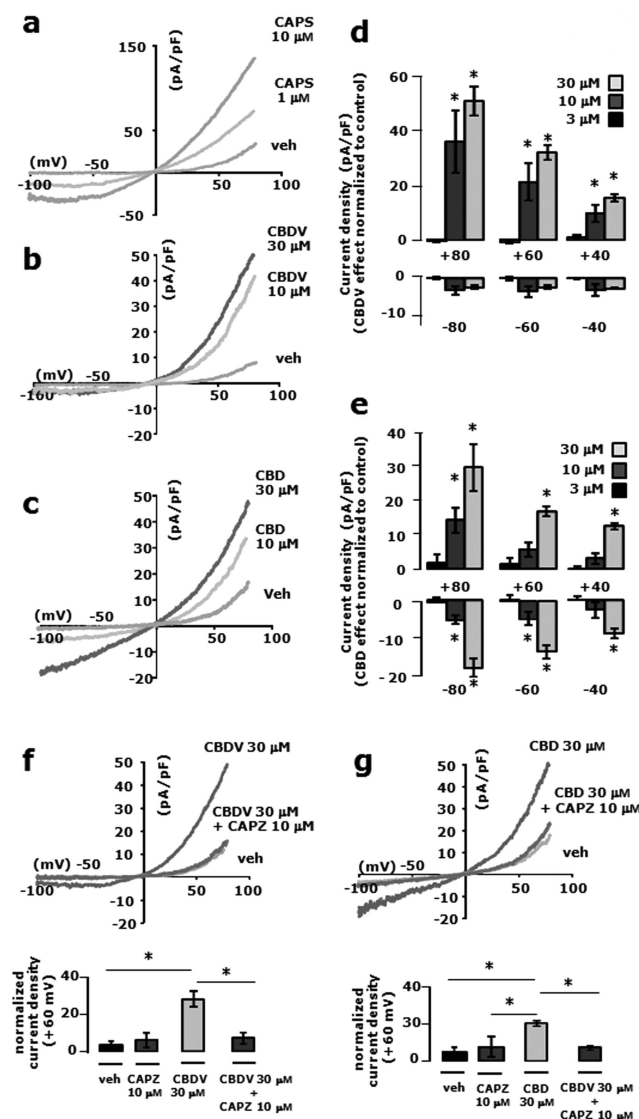 a
CAPS
10 µM
150
(pA/pF)
CAPS
1 µM
50
veh
(mV)
-50
-100
50
100
-50
b
CBDV
30 µM
50
(pA/pF)
40
CBDV
10 µM
30
20
10
veh
(mV)
-50
-100
50
100
-10
-20
c
CBD
30 µM
50
(pA/pF)
40
CBD
10 µM
30
20
Veh
10
(mV)
-50
-100
50
100
-10
-20
d
Current density (pA/pF)
(CBDV effect normalized to control)
30 µM
10 µM
3 µM
60
40
20
0
* *
* *
* *
+80 +60 +40
0
-10
-80 -60 -40
e
Current density (pA/pF)
(CBD effect normalized to control)
30 µM
10 µM
3 µM
40
30
20
10
0
* *
*
*
+80 +60 +40
0
-10
- 20
* *
* *
*
-80 -60 -40
f
CBDV 30 µM
50
(pA/pF)
40
30
CBDV 30 µM
+ CAPZ 10 µM
20
10
veh
(mV)
-50
-100
50
100
-10
-20
normalized
current density
(+60 mV)
40
20
0
* *
veh
CAPZ
10 µM
CBDV
30 µM
CBDV 30 µM
+
CAPZ 10 µM
g
CBD 30 µM
50
(pA/pF)
40
30
CBD 30 µM
+ CAPZ 10 µM
20
10
veh
(mV)
-50
-100
50
100
-10
-20
normalized
current density
(+60 mV)
60
30
0
*
* *
veh
CAPZ
10 µM
CBD
30 µM
CBDV 30 µM
+
CAPZ 10 µM